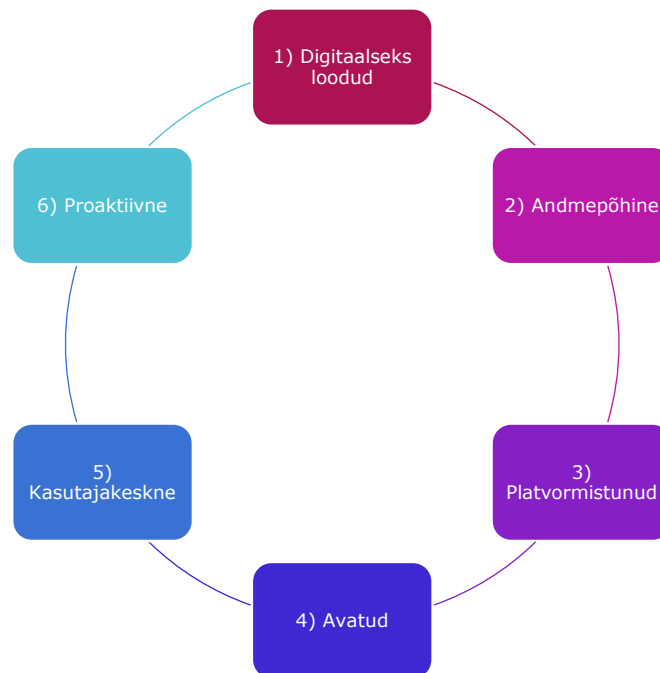 1) Digitaalseks
loodud
2) Andmepõhine
3)
Platvormistunud
4) Avatud
5)
Kasutajakeskne
6) Proaktiivne